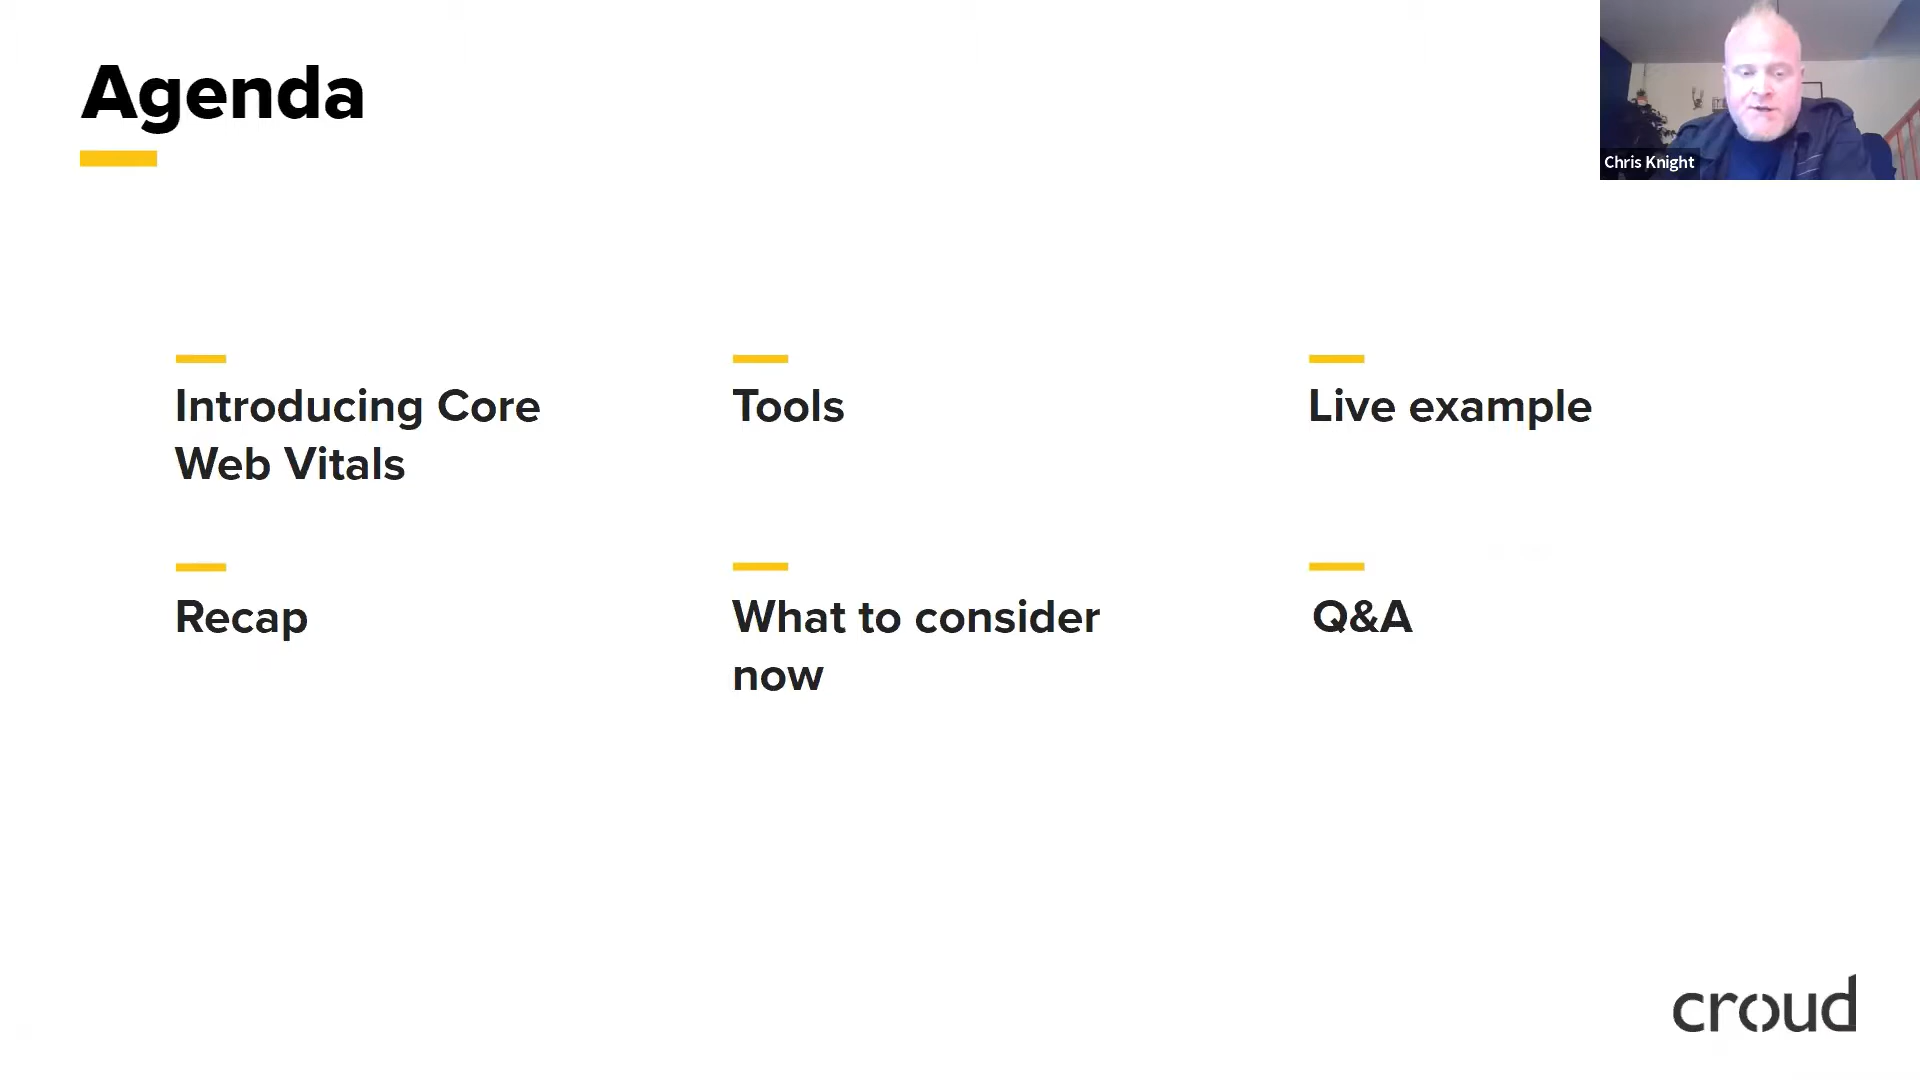 Agenda
Chris Knight
Introducing Core
Web Vitals
Tools
Live example
Recap
What to consider
now
Q&A
croud